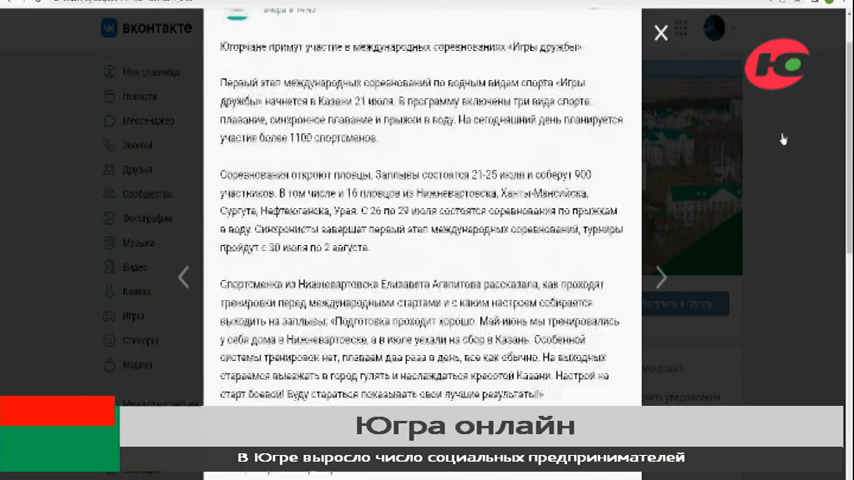 вконтакте
вчера в 14:43
Югорчане примут участие в международных соревнованиях «Игры дружбы»
Первый этап международных соревнований по водным видам спорта «Игры
дружбы» начнется в Казани 21 июля. В программу включены три вида спорта:
плавание, синхронное плавание и прыжки в воду. На сегодняшний день планируется
участие более 1100 спортсменов.
Соревнования откроют пловцы. Заплывы состоятся 21-25 июля и соберут 900
участников. В том числе и 16 пловцов из Нижневартовска, Ханты-Мансийска,
Сургута, Нефтеюганска, Урая. С 26 по 29 июля состоятся соревнования по прыжкам
в воду. Синхронисты завершат первый этап международных соревнований, турниры
пройдут с 30 июля по 2 августа.
Спортсменка из Нижневартовска Елизавета Агапитова рассказала, как проходят
тренировки перед международными стартами и с каким настроем собирается
выходить на заплывы: «Подготовка проходит хорошо. Май-июнь мы тренировались
у себя дома в Нижневартовске, а в июле уехали на сбор в Казань. Особенной
системы тренировок нет, плаваем два раза в день, все как обычно. На выходных
стараемся выезжать в город гулять и наслаждаться красотой Казани. Настрой на
старт боевой! Буду стараться показывать свои лучшие результаты!»
Моя страница
Новости
Мессенджер
Звонки
Друзья
Сообщества
Фотографии
Музыка
Видео
Клипы
Игры
Стикеры
Маркет
Вступить в группу
Ю
Югра онлайн
В Югре выросло число социальных предпринимателей